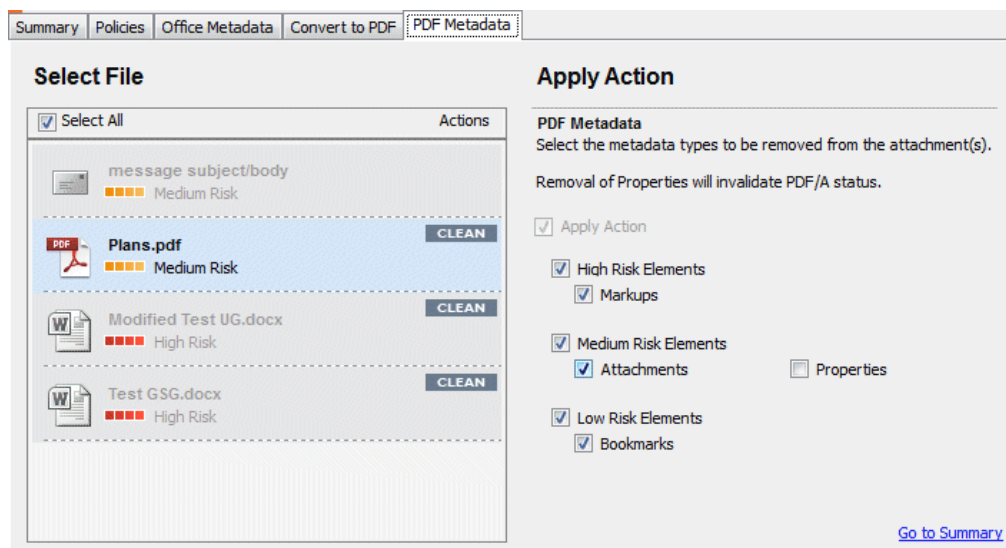 Summary Policies Office Metadata Convert to PDF PDF Metadata
Select File
Select All Actions
message subject/body
Medium Risk
CLEAN
PDF
Plans.pdf
Medium Risk
CLEAN
W
Modified Test UG.docx
High Risk
CLEAN
W
Test GSG.docx
High Risk
Apply Action
PDF Metadata
Select the metadata types to be removed from the attachment(s).
Removal of Properties will invalidate PDF/A status.
Apply Action
High Risk Elements
Markups
Medium Risk Elements
Attachments Properties
Low Risk Elements
Bookmarks
Go to Summary